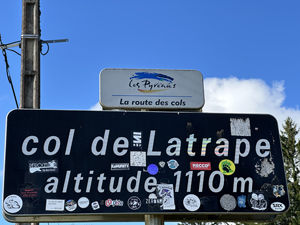 Les Pyrénées
La route des cols
col de Latrape
altitude 1110 m